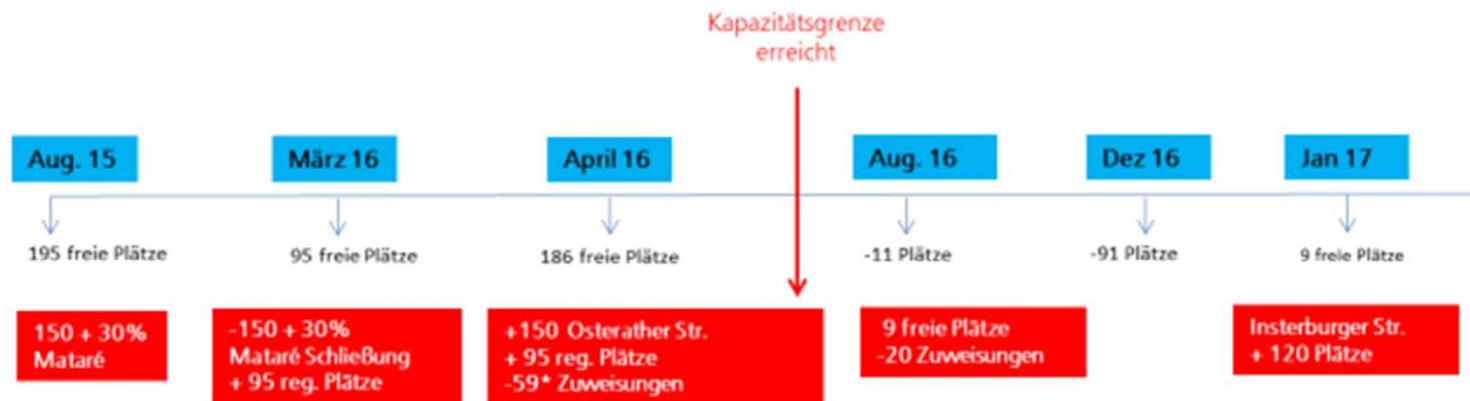 Kapazitätsgrenze
erreicht
Aug. 15
März 16
April 16
Aug. 16
Dez 16
Jan 17
195 freie Plätze
95 freie Plätze
186 freie Plätze
-11 Plätze
-91 Plätze
9 freie Plätze
150 + 30%
Mataré
-150 + 30%
Mataré Schließung
+ 95 reg. Plätze
+150 Osterather Str.
+ 95 reg. Plätze
-59* Zuweisungen
9 freie Plätze
-20 Zuweisungen
Insterburger Str.
+ 120 Plätze